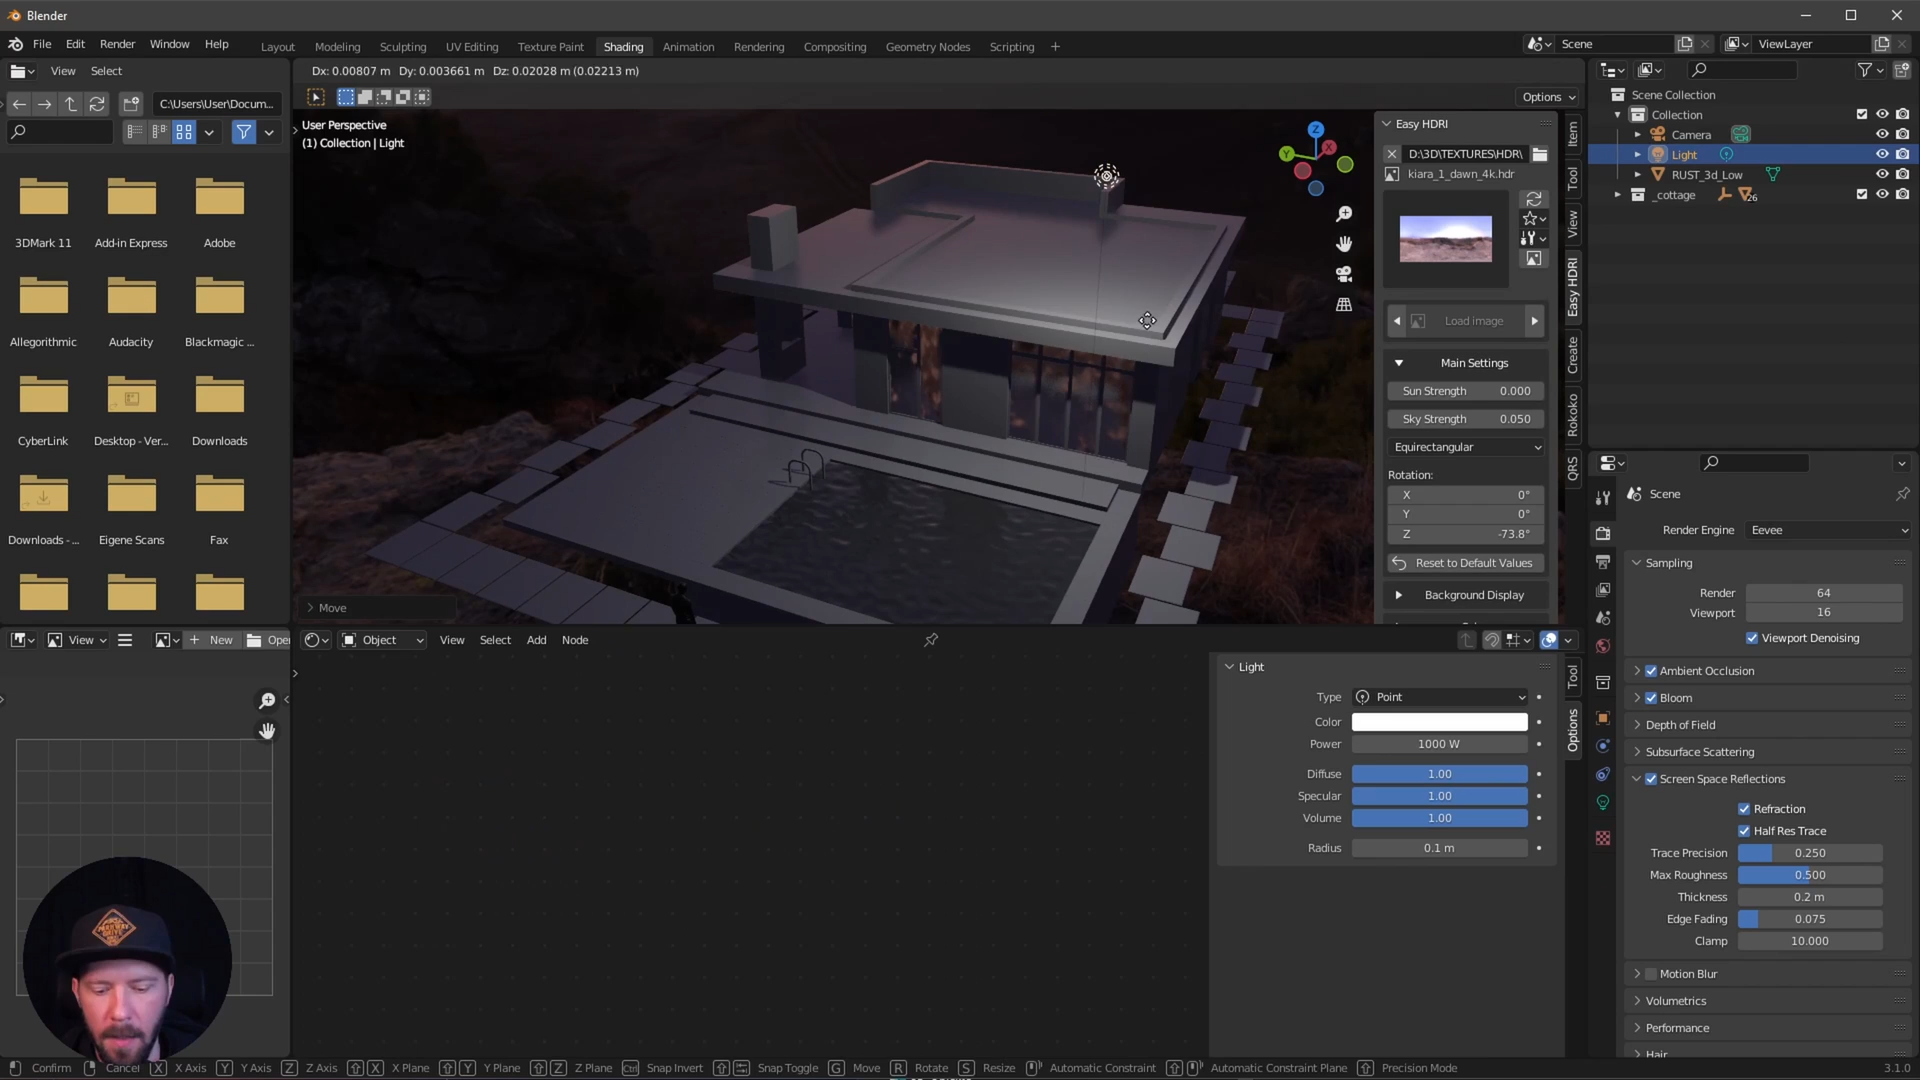 Blender
File Edit Render Window Help
Layout Modeling Sculpting UV Editing Texture Paint Shading Animation Rendering Compositing Geometry Nodes Scripting +
Scene
ViewLayer
View Select
Dx: 0.00807 m Dy: 0.003661 m Dz: 0.02028 m (0.02213 m)
C:\Users\User\Docum...
Options
3DMark 11
Add-in Express
Adobe
Allegorithmic
Audacity
Blackmagic ...
CyberLink
Desktop - Ver...
Downloads
Downloads - ...
Eigene Scans
Fax
User Perspective
(1) Collection | Light
Z
Y
X
Move
Easy HDRI
D:\3D\TEXTURES\HDR\
kiara_1_dawn_4k.hdr
Load image
Main Settings
Sun Strength 0.000
Sky Strength 0.050
Equirectangular
Rotation:
X 0°
Y 0°
Z -73.8°
Reset to Default Values
Background Display
Item
Tool
View
Easy HDRI
Create
Rokoko
QRS
Scene Collection
Collection
Camera
Light
RUST_3d_Low
_cottage 26
Scene
Render Engine Eevee
Sampling
Render 64
Viewport 16
Viewport Denoising
Ambient Occlusion
Bloom
Depth of Field
Subsurface Scattering
Screen Space Reflections
Refraction
Half Res Trace
Trace Precision 0.250
Max Roughness 0.500
Thickness 0.2 m
Edge Fading 0.075
Clamp 10.000
Motion Blur
Volumetrics
Performance
Hair
View
New
Open
Object View Select Add Node
Light
Type Point
Color
Power 1000 W
Diffuse 1.00
Specular 1.00
Volume 1.00
Radius 0.1 m
Tool
Options
Confirm Cancel X X Axis Y Y Axis Z Z Axis X X Plane Y Y Plane Z Z Plane Ctrl Snap Invert Snap Toggle G Move R Rotate S Resize Automatic Constraint Automatic Constraint Plane Precision Mode
3.1.0